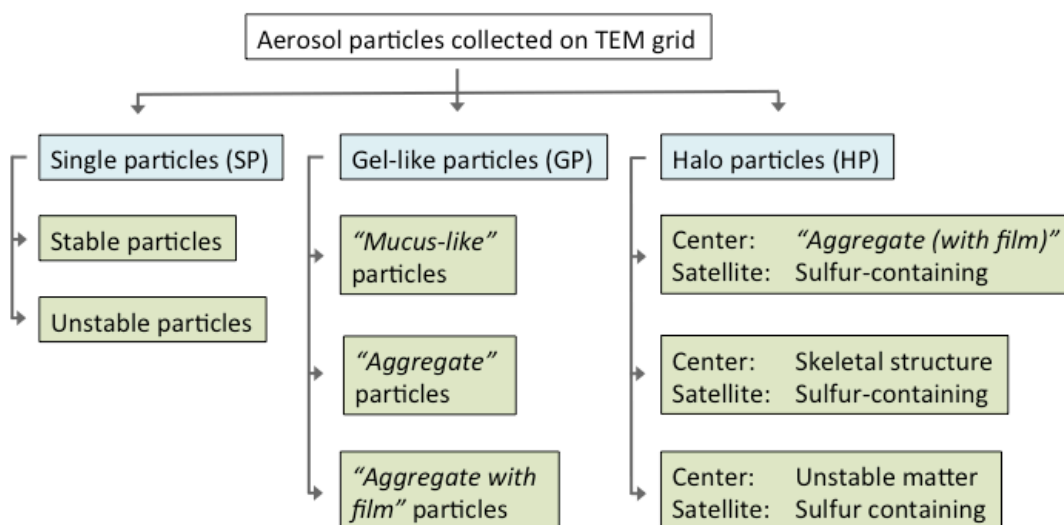 Aerosol particles collected on TEM grid
Single particles (SP)
Stable particles
Unstable particles
Gel-like particles (GP)
“Mucus-like”
particles
“Aggregate”
particles
“Aggregate with
film” particles
Halo particles (HP)
Center: “Aggregate (with film)”
Satellite: Sulfur-containing
Center: Skeletal structure
Satellite: Sulfur-containing
Center: Unstable matter
Satellite: Sulfur containing